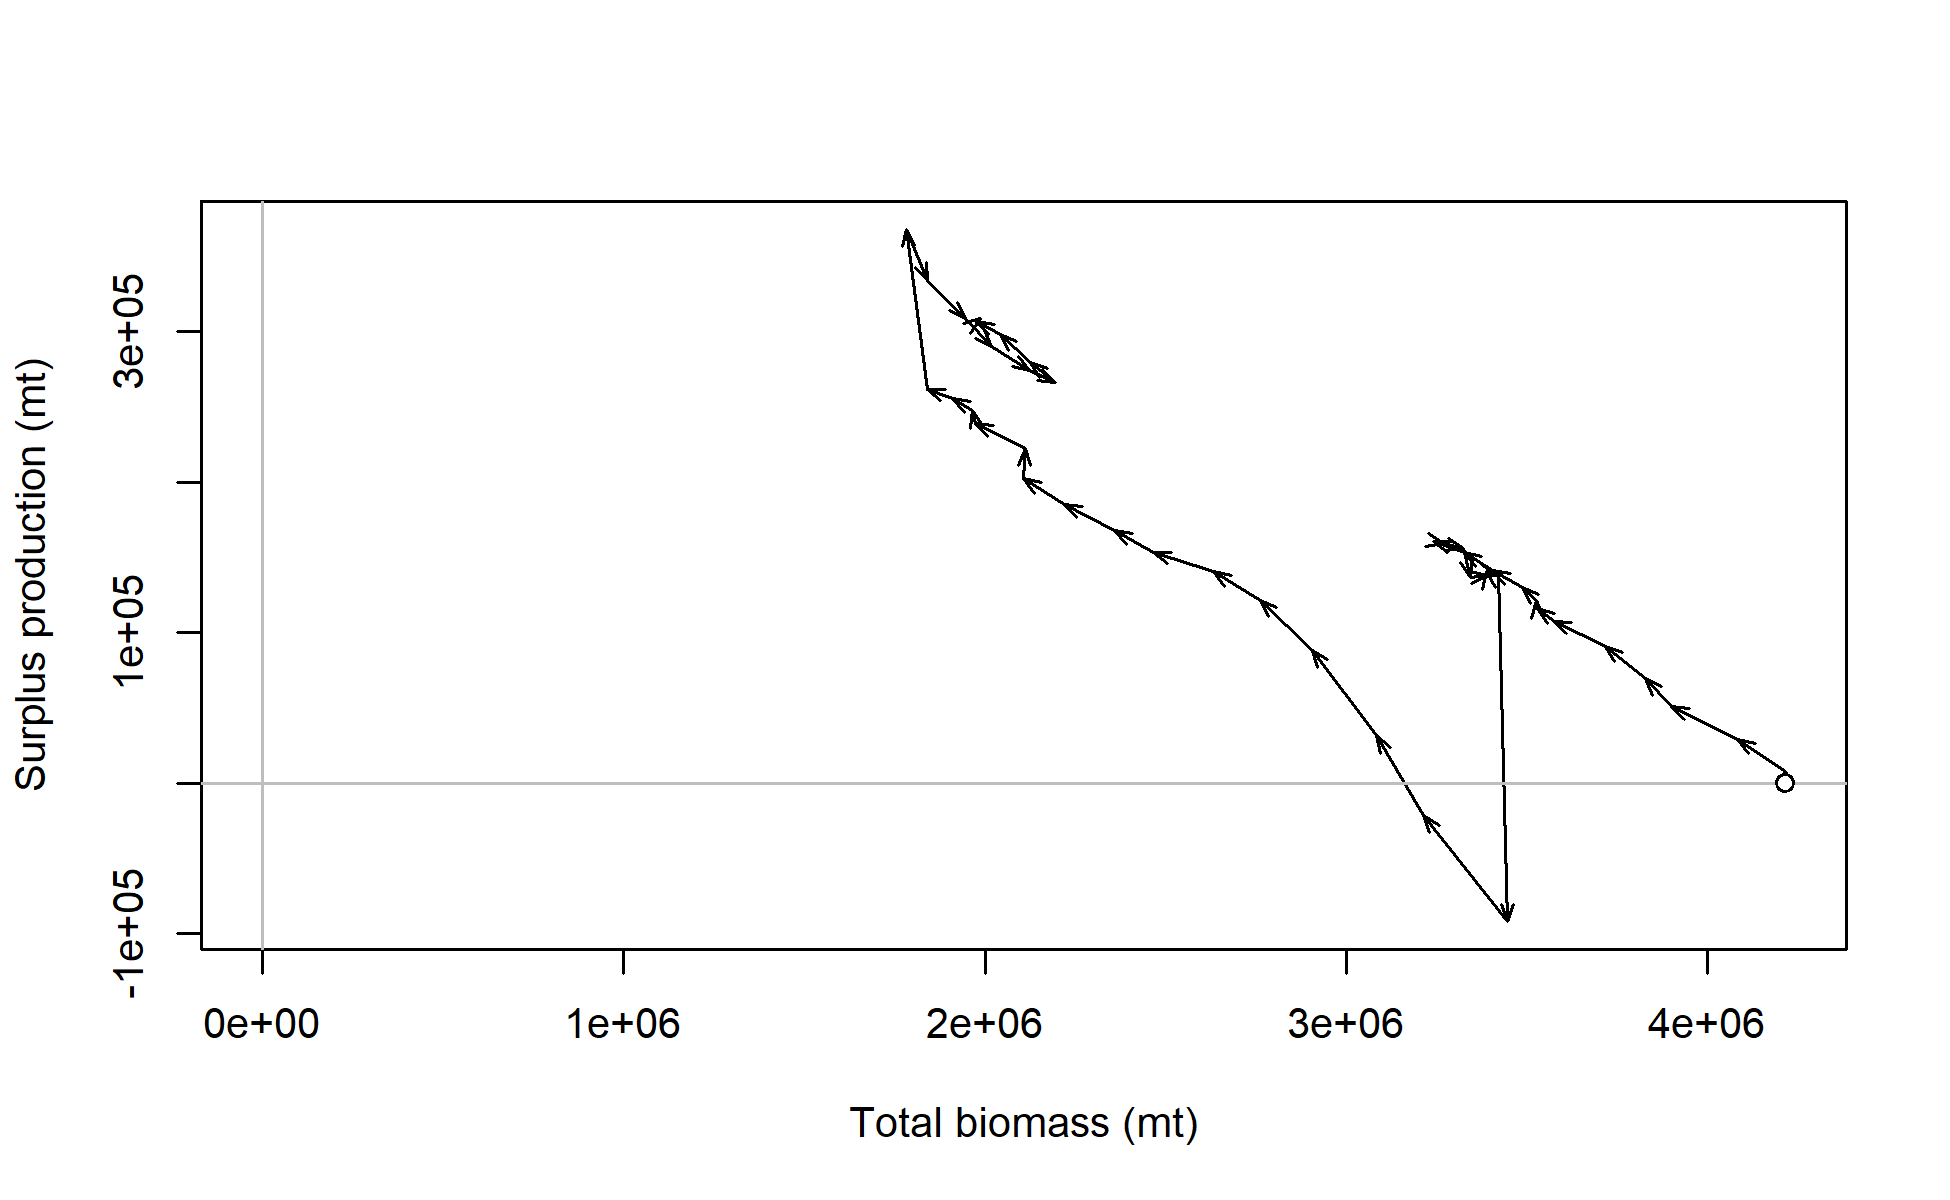 Surplus production (mt)
3e+05
1e+05
-1e+05
0e+00 1e+06 2e+06 3e+06 4e+06
Total biomass (mt)